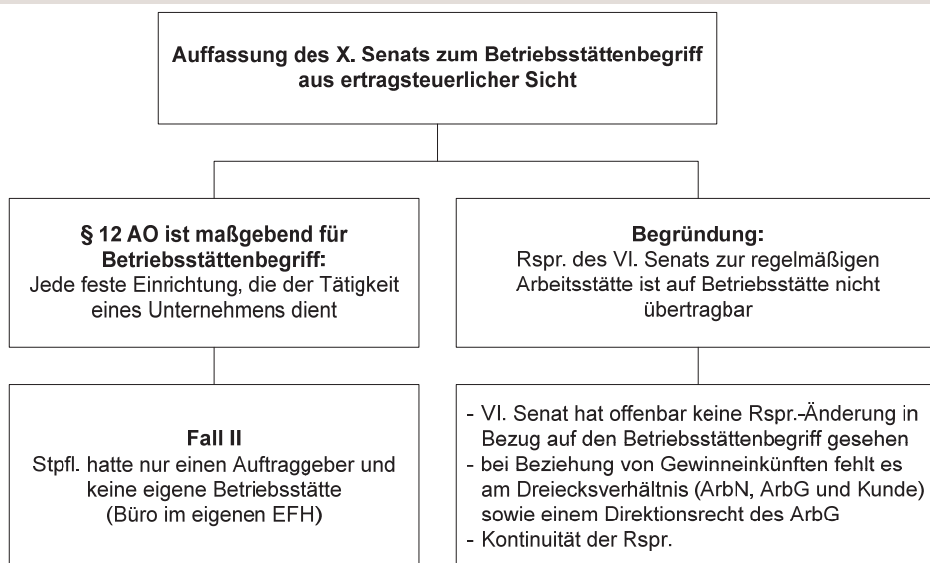 Auffassung des X. Senats zum Betriebsstättenbegriff
aus ertragsteuerlicher Sicht
§ 12 AO ist maßgebend für
Betriebsstättenbegriff:
Jede feste Einrichtung, die der Tätigkeit
eines Unternehmens dient
Begründung:
Rspr. des VI. Senats zur regelmäßigen
Arbeitsstätte ist auf Betriebsstätte nicht
übertragbar
Fall II
Stpfl. hatte nur einen Auftraggeber und
keine eigene Betriebsstätte
(Büro im eigenen EFH)
- VI. Senat hat offenbar keine Rspr.-Änderung in
Bezug auf den Betriebsstättenbegriff gesehen
- bei Beziehung von Gewinneinkünften fehlt es
am Dreiecksverhältnis (ArbN, ArbG und Kunde)
sowie einem Direktionsrecht des ArbG
- Kontinuität der Rspr.